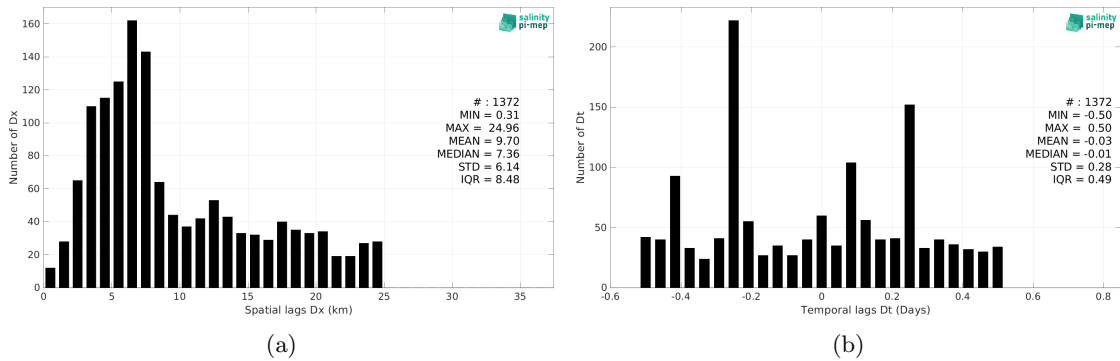 salinity
pi-mep
Number of Dx
160
140
120
100
80
60
40
20
0
# : 1372
MIN = 0.31
MAX = 24.96
MEAN = 9.70
MEDIAN = 7.36
STD = 6.14
IQR = 8.48
0 5 10 15 20 25 30 35
Spatial lags Dx (km)
(a)
salinity
pi-mep
Number of Dt
200
150
100
50
0
# : 1372
MIN = -0.50
MAX = 0.50
MEAN = -0.03
MEDIAN = -0.01
STD = 0.28
IQR = 0.49
-0.6 -0.4 -0.2 0 0.2 0.4 0.6 0.8
Temporal lags Dt (Days)
(b)